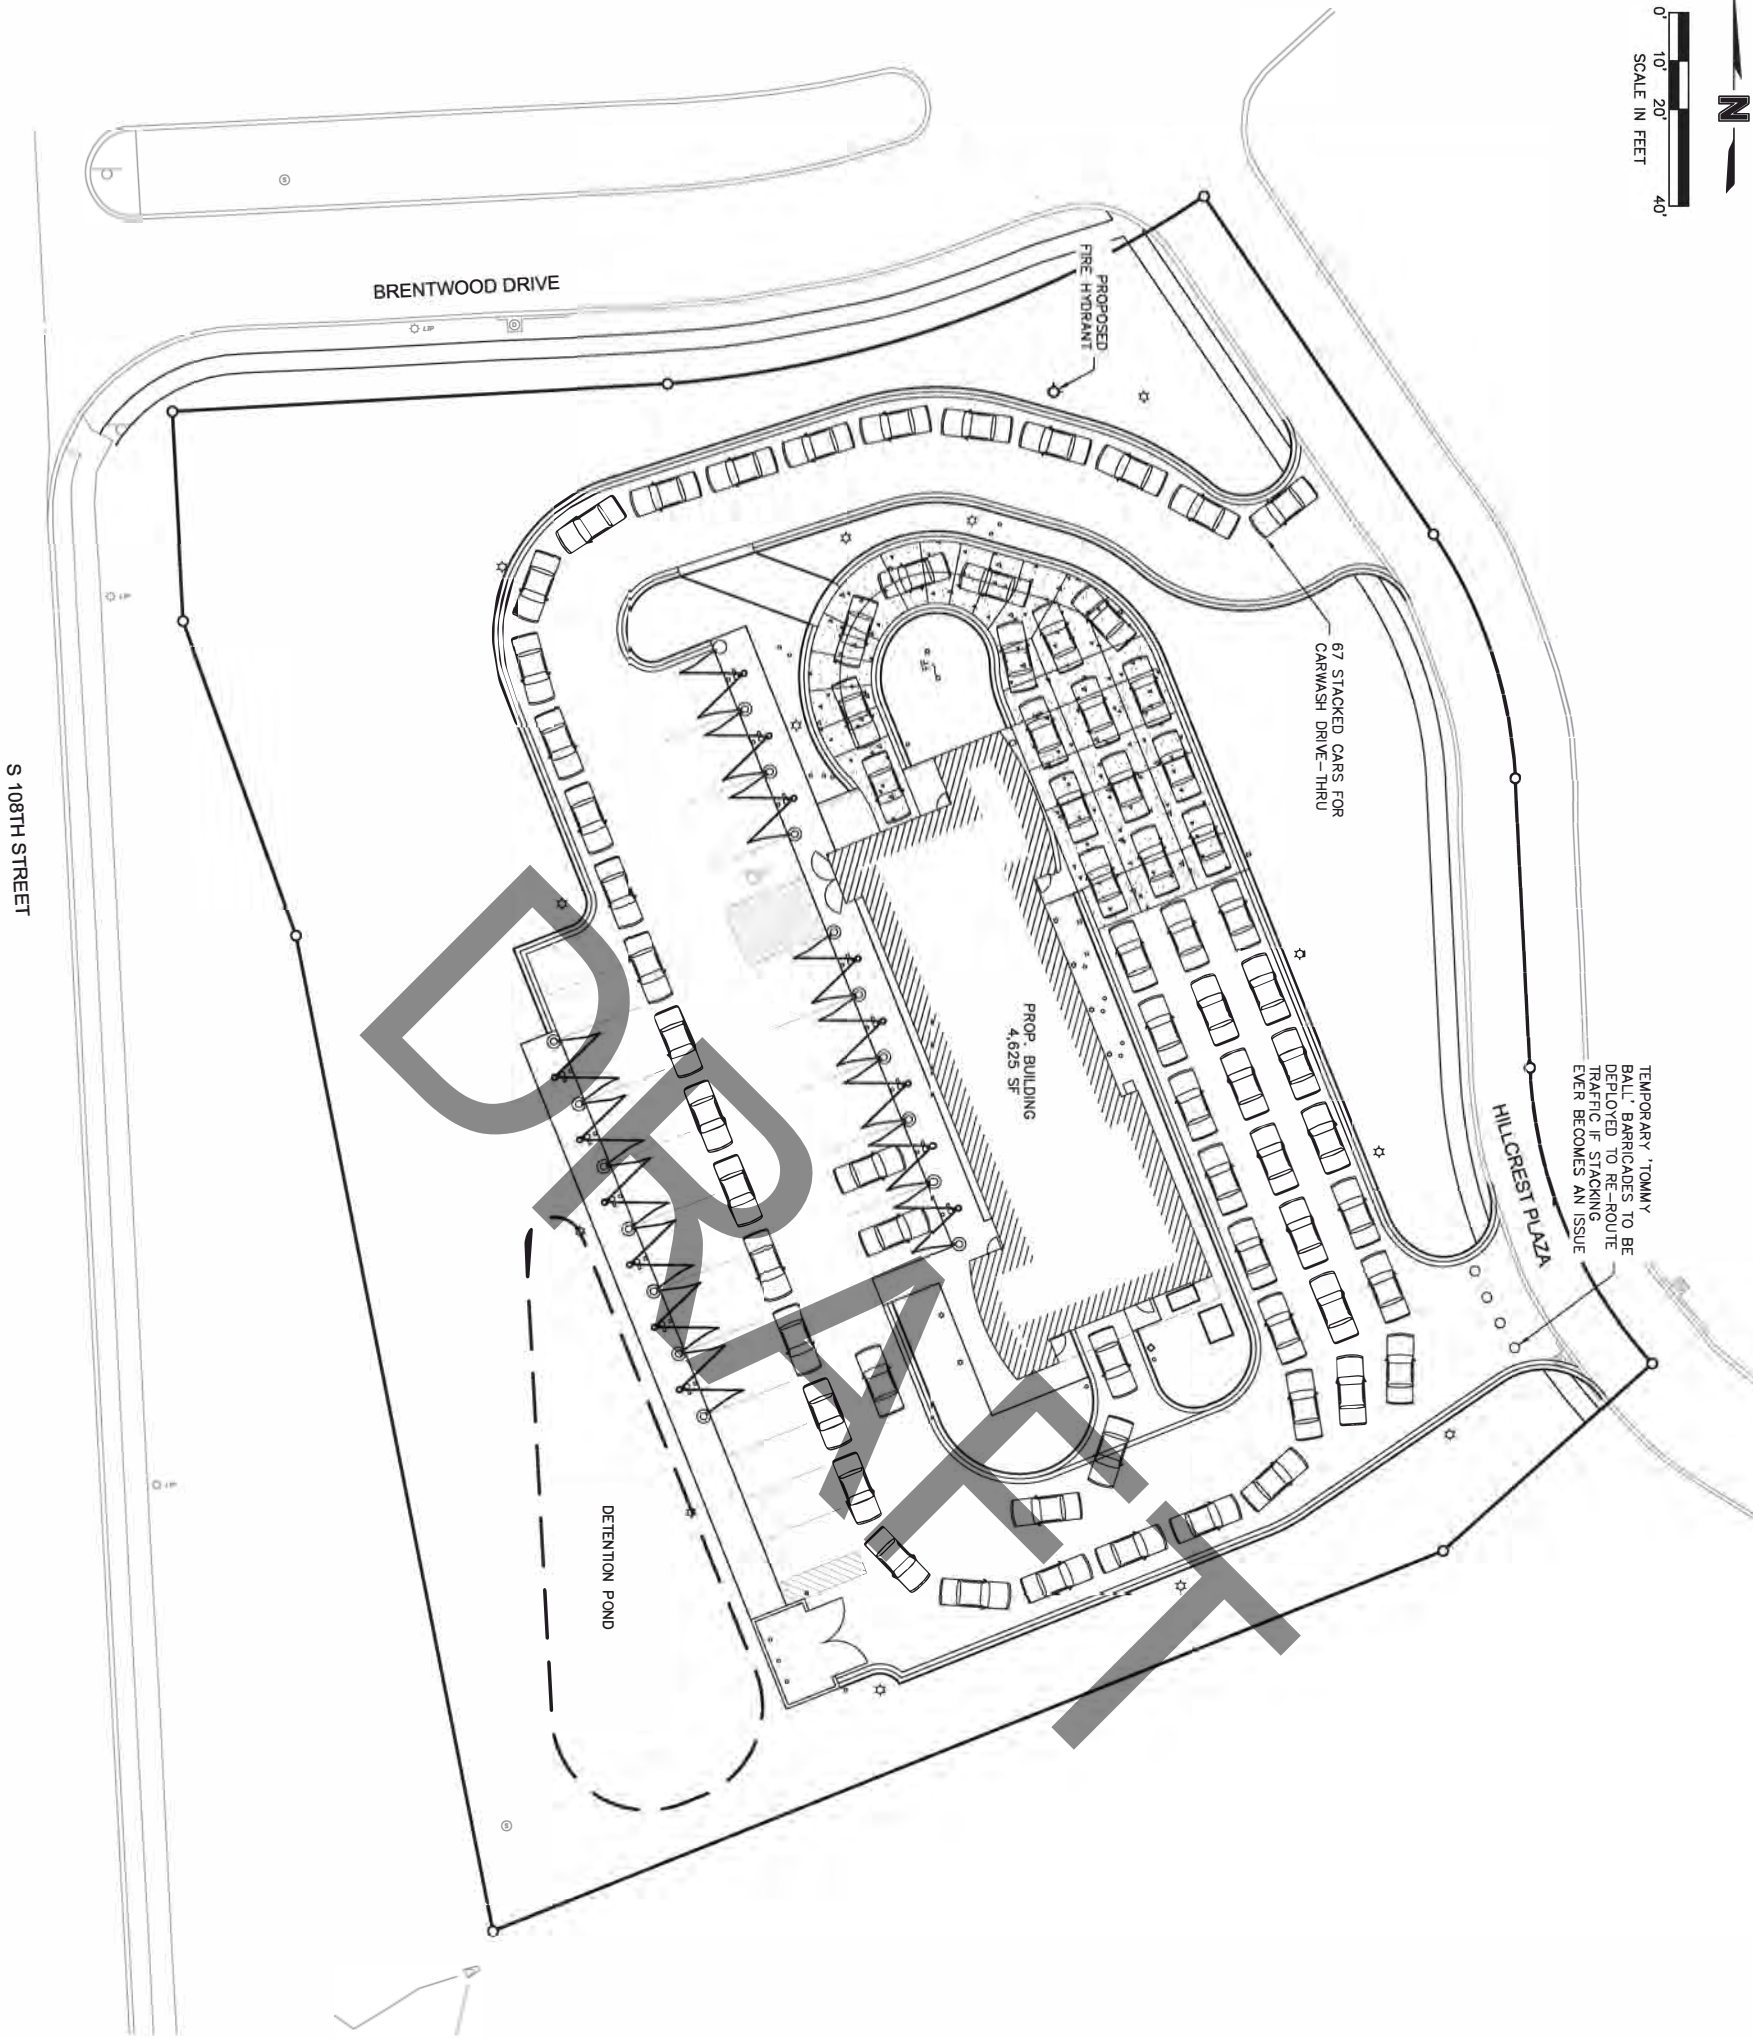 N
0' 10' 20' 40'
SCALE IN FEET
BRENTWOOD DRIVE
PROPOSED
FIRE HYDRANT
67 STACKED CARS FOR
CARWASH DRIVE-THRU
TEMPORARY 'TOMMY
BALL' BARRICADES TO BE
DEPLOYED TO RE-ROUTE
TRAFFIC IF STACKING
EVER BECOMES AN ISSUE
HILLCREST PLAZA
PROP. BUILDING
4,625 SF
S 108TH STREET
DETENTION POND
DRAFT
LIP
D
S
S